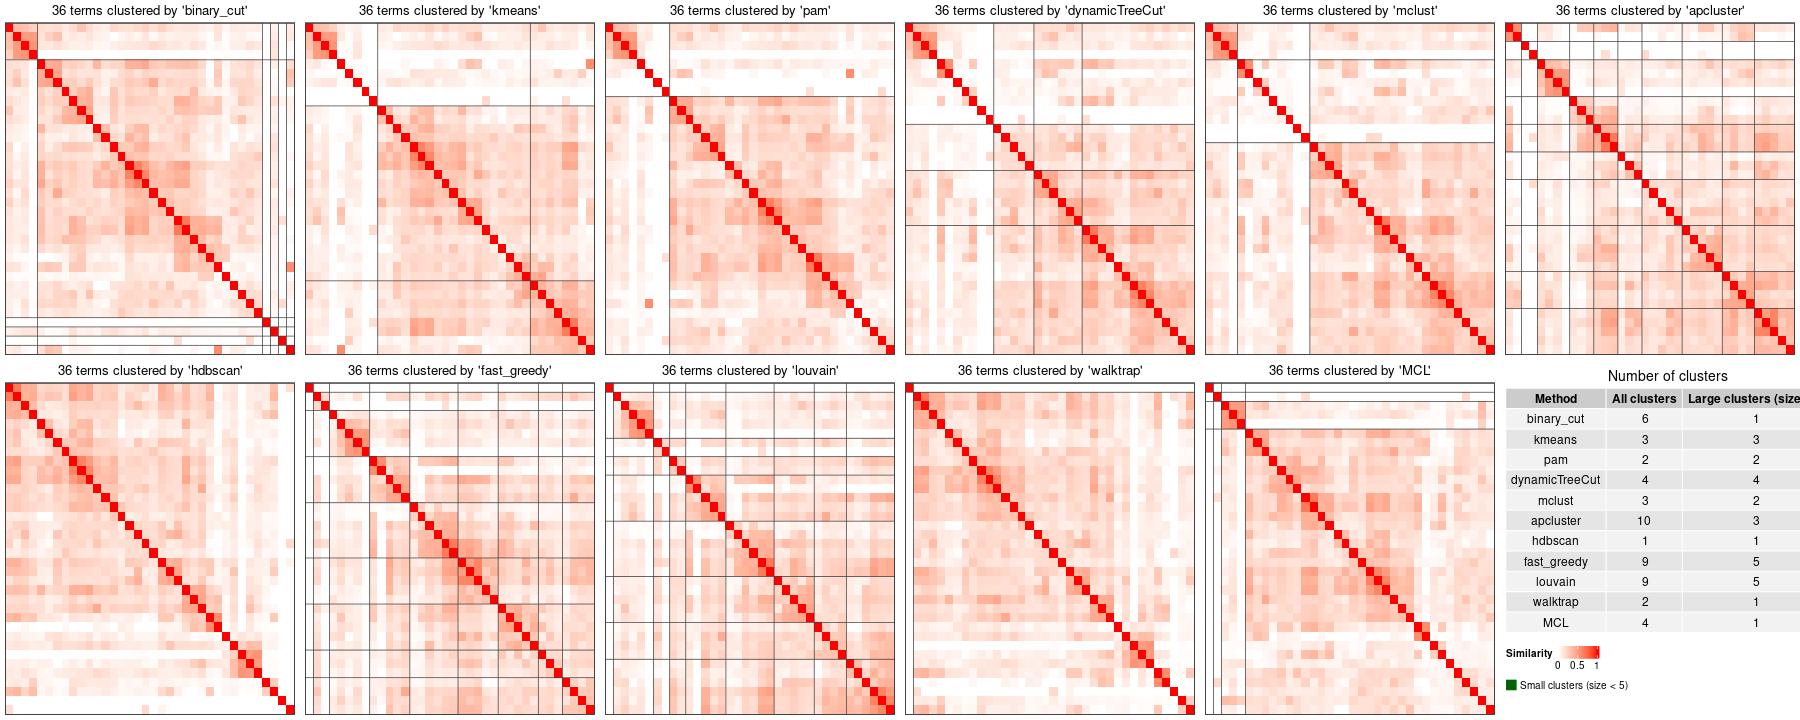 36 terms clustered by 'binary_cut'
36 terms clustered by 'kmeans'
36 terms clustered by 'pam'
36 terms clustered by 'dynamicTreeCut'
36 terms clustered by 'mclust'
36 terms clustered by 'apcluster'
36 terms clustered by 'hdbscan'
36 terms clustered by 'fast_greedy'
36 terms clustered by 'louvain'
36 terms clustered by 'walktrap'
36 terms clustered by 'MCL'
Number of clusters
Method All clusters Large clusters (size
binary_cut 6 1
kmeans 3 3
pam 2 2
dynamicTreeCut 4 4
mclust 3 2
apcluster 10 3
hdbscan 1 1
fast_greedy 9 5
louvain 9 5
walktrap 2 1
MCL 4 1
Similarity
0 0.5 1
Small clusters (size < 5)